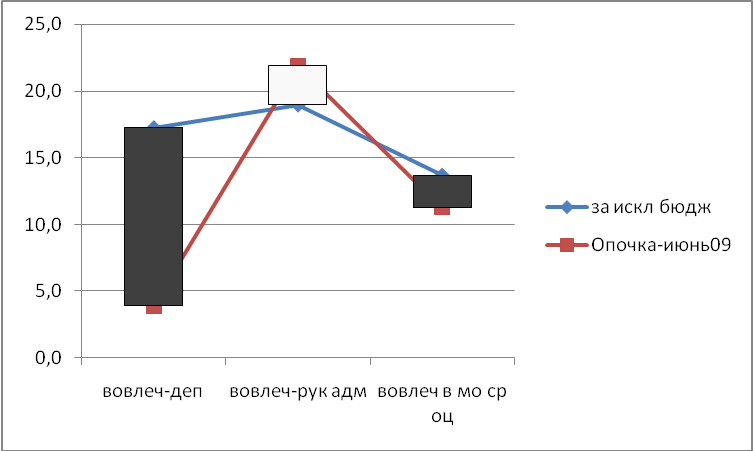 25,0
20,0
15,0
10,0
5,0
0,0
вовлеч-деп
вовлеч-рук адм
вовлеч в мо ср
оц
за искл бюдж
Опочка-июнь09